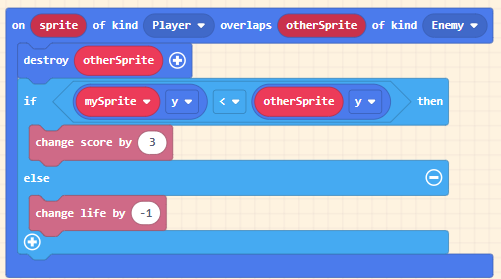 on sprite of kind Player overlaps otherSprite of kind Enemy
destroy otherSprite
if mySprite y < otherSprite y then
change score by 3
else
change life by -1